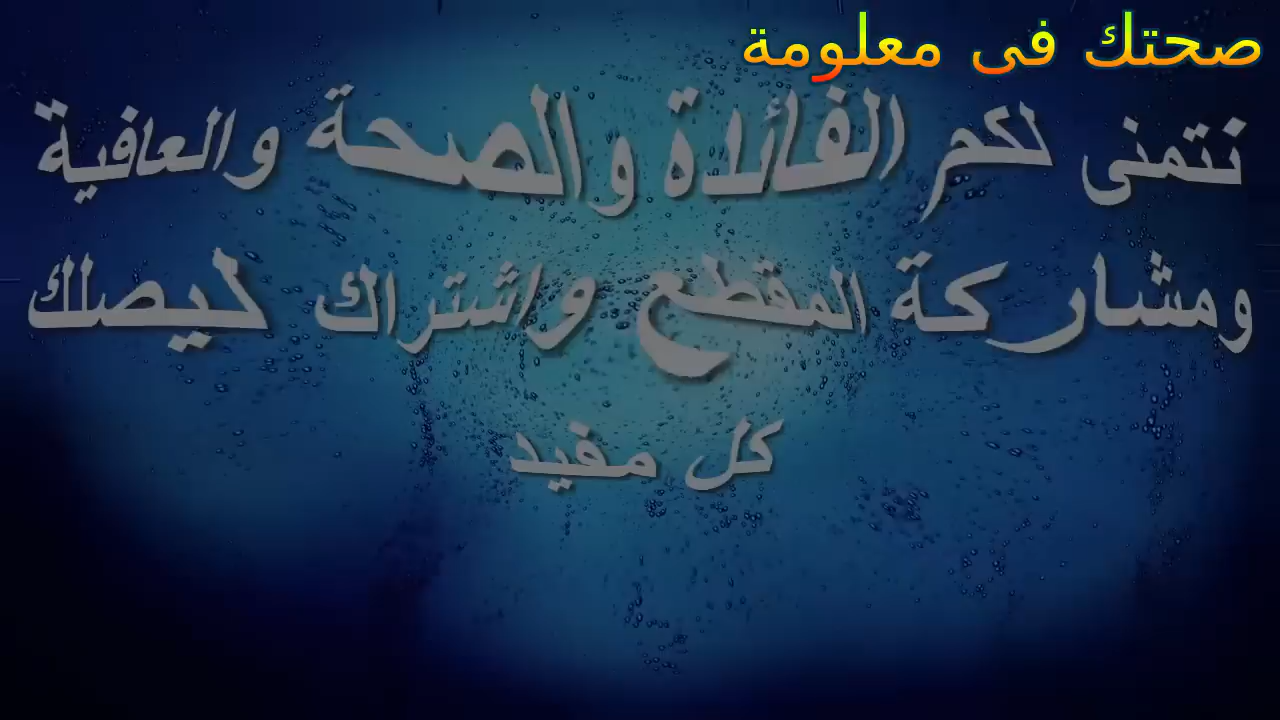 صحتك فى معلومة
نتمنى لكم الفائدة والصحة والعافية
ومشاركة المقطع واشتراك ليصلك
كل مفيد